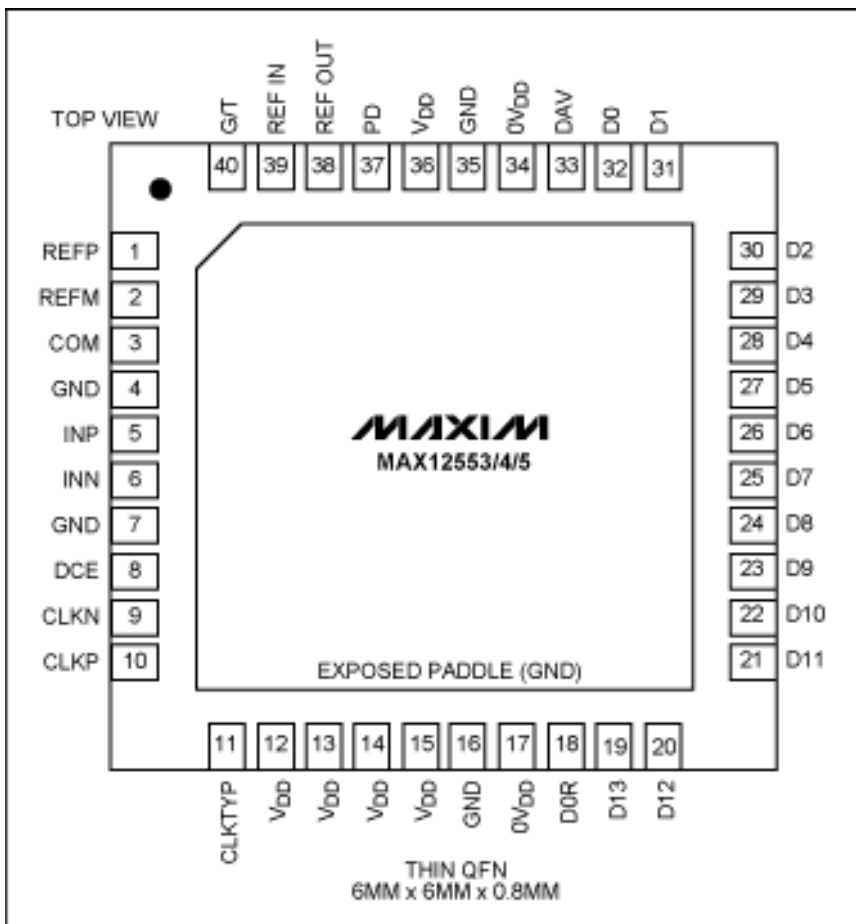 TOP VIEW
G/T
REF IN
REF OUT
PD
VDD
GND
0VDD
DAV
D0
D1
40 39 38 37 36 35 34 33 32 31
REFP 1
REFM 2
COM 3
GND 4
INP 5
INN 6
GND 7
DCE 8
CLKN 9
CLKP 10
MAXIM
MAX12553/4/5
EXPOSED PADDLE (GND)
30 D2
29 D3
28 D4
27 D5
26 D6
25 D7
24 D8
23 D9
22 D10
21 D11
11 12 13 14 15 16 17 18 19 20
CLKTYP
VDD
VDD
VDD
VDD
GND
0VDD
D0R
D13
D12
THIN QFN
6MM x 6MM x 0.8MM